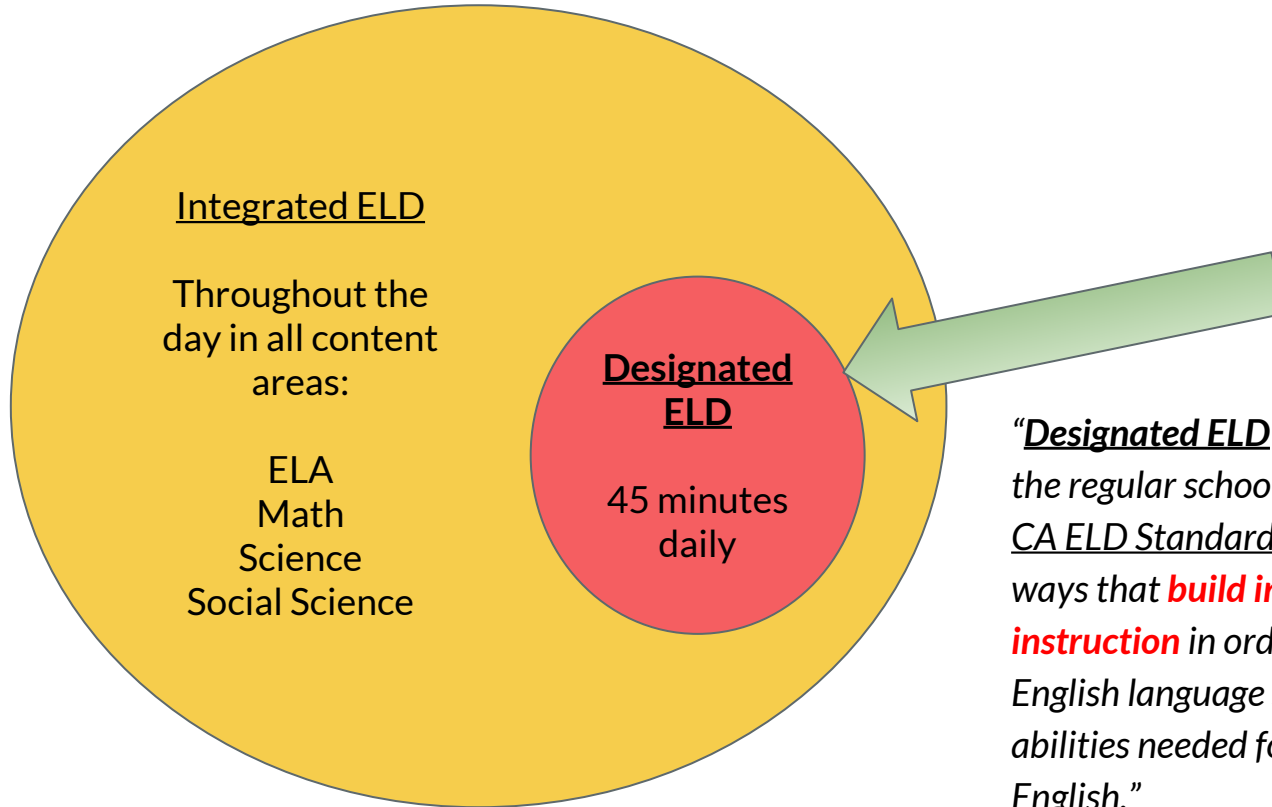 Integrated ELD
Throughout the
day in all content
areas:
ELA
Math
Science
Social Science
Designated
ELD
45 minutes
daily
“Designated ELD
the regular schoo
CA ELD Standard
ways that build in
instruction in ord
English language
abilities needed fo
English.”